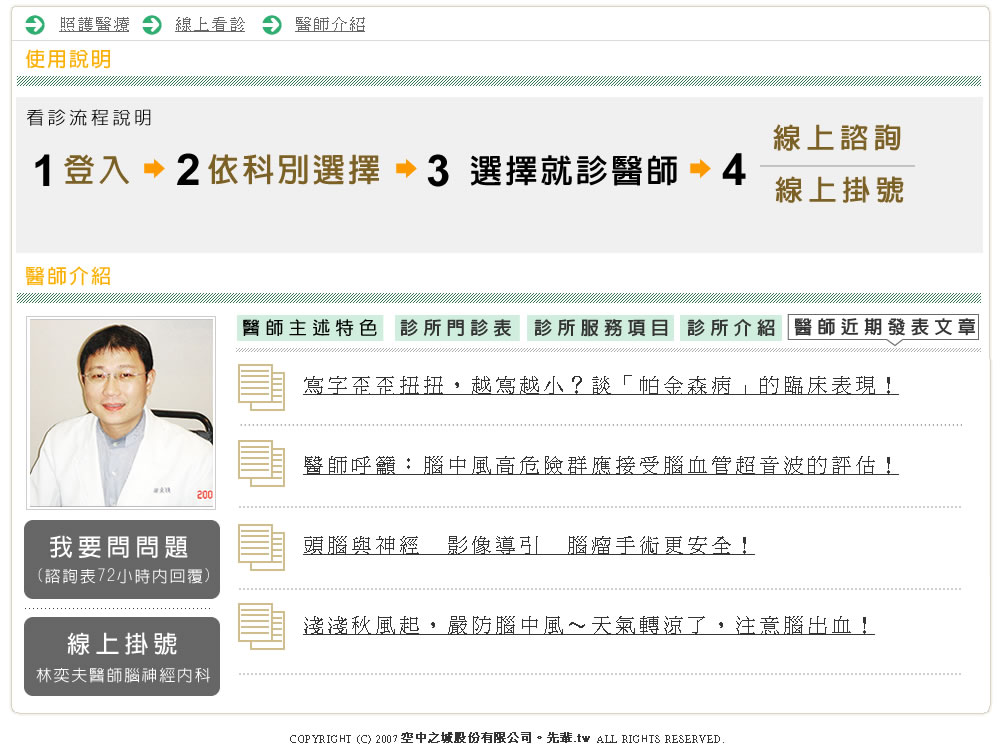 照護醫療 線上看診 醫師介紹
使用說明
看診流程說明
1 登入 2 依科別選擇 3 選擇就診醫師 4 線上諮詢
線上掛號
醫師介紹
醫師主述特色 診所門診表 診所服務項目 診所介紹 醫師近期發表文章
寫字歪歪扭扭，越寫越小？談「帕金森病」的臨床表現！
醫師呼籲：腦中風高危險群應接受腦血管超音波的評估！
頭腦與神經 影像導引 腦瘤手術更安全！
淺淺秋風起，嚴防腦中風～天氣轉涼了，注意腦出血！
200
我要問問題
(諮詢表72小時內回覆)
線上掛號
林奕夫醫師腦神經內科
COPYRIGHT (C) 2007 空中之城股份有限公司。先華.tw ALL RIGHTS RESERVED.